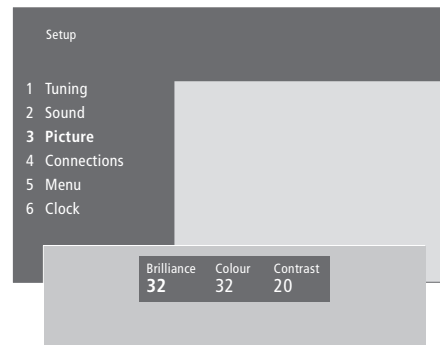 Setup
1 Tuning
2 Sound
3 Picture
4 Connections
5 Menu
6 Clock
Brilliance Colour Contrast
32 32 20